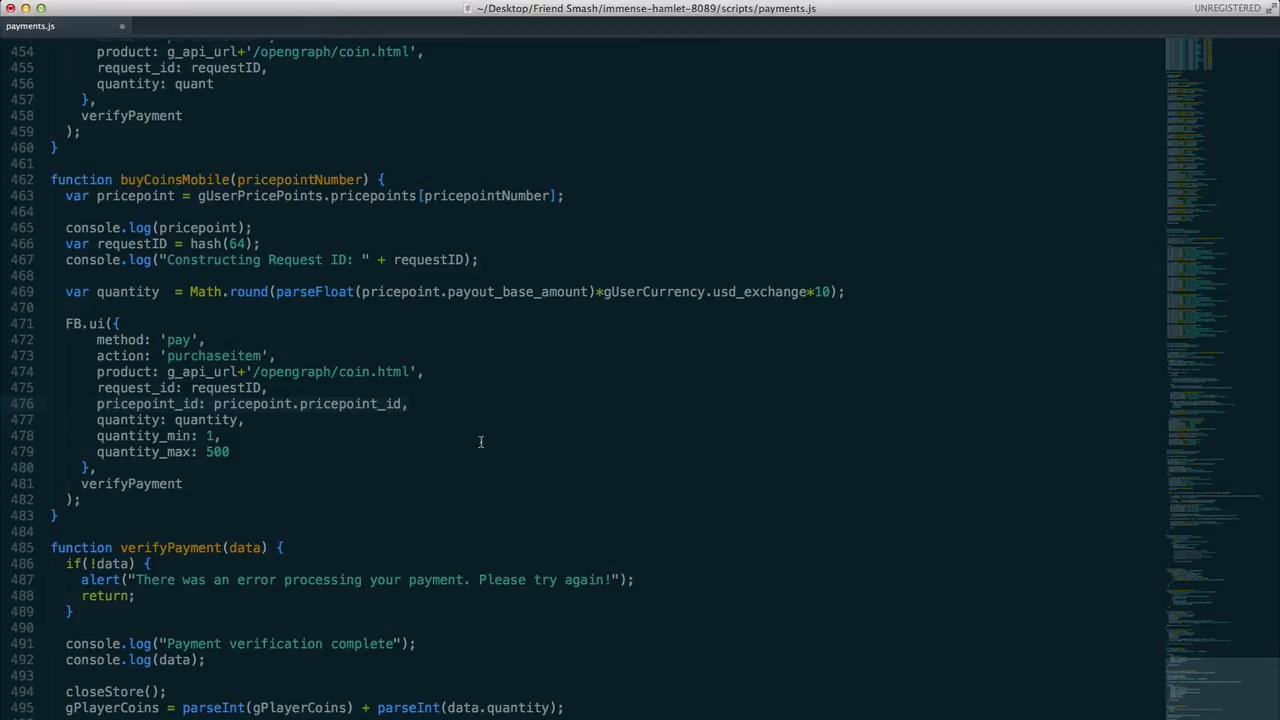 ~/Desktop/Friend Smash/immense-hamlet-8089/scripts/payments.js
UNREGISTERED
payments.js
454 product: g_api_url+'/opengraph/coin.html',
455 request_id: requestID,
456 quantity: quant
457 },
458 verifyPayment
459 );
460 }
461
462 function buyCoinsMobile(pricepointNumber) {
463 var pricepoint = gUserPricePoints.pricepoints[pricepointNumber];
464
465 console.log(pricepoint);
466 var requestID = hash(64);
467 console.log("Constructing Request ID: " + requestID);
468
469 var quantity = Math.round(parseFloat(pricepoint.payout_base_amount)*gUserCurrency.usd_exchange*10);
470
471 FB.ui({
472 method: 'pay',
473 action: 'purchaseitem',
474 product: g_api_url+'/opengraph/coin.html',
475 request_id: requestID,
476 pricepoint_id: pricepoint.pricepoint_id,
477 quantity: quantity,
478 quantity_min: 1,
479 quantity_max: 500
480 },
481 verifyPayment
482 );
483 }
484
485 function verifyPayment(data) {
486 if(!data) {
487 alert("There was an error processing your payment. Please try again!");
488 return;
489 }
490
491 console.log("Payment verification complete");
492 console.log(data);
493
494 closeStore();
495 gPlayerCoins = parseInt(gPlayerCoins) + parseInt(data.quantity);